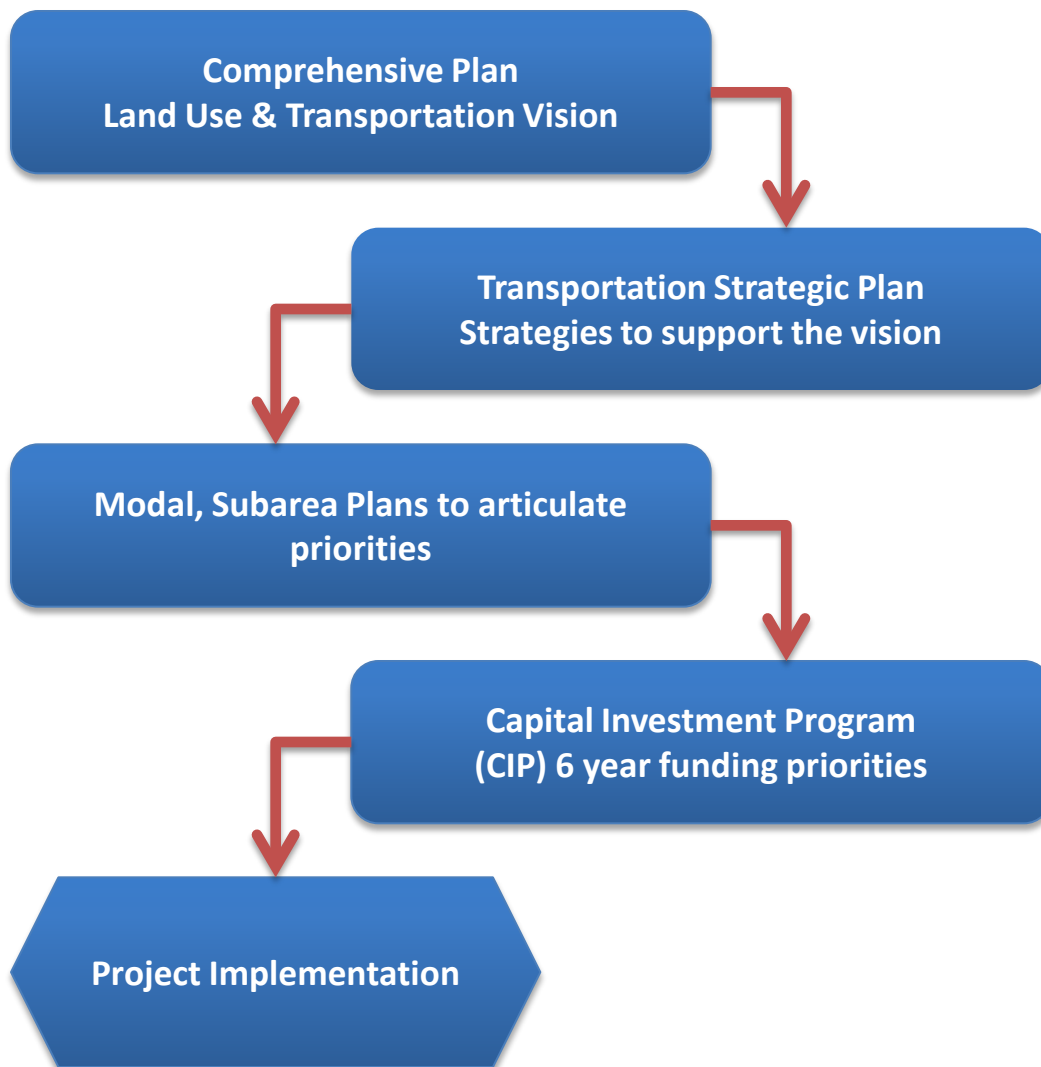 Comprehensive Plan
Land Use & Transportation Vision
Transportation Strategic Plan
Strategies to support the vision
Modal, Subarea Plans to articulate
priorities
Capital Investment Program
(CIP) 6 year funding priorities
Project Implementation